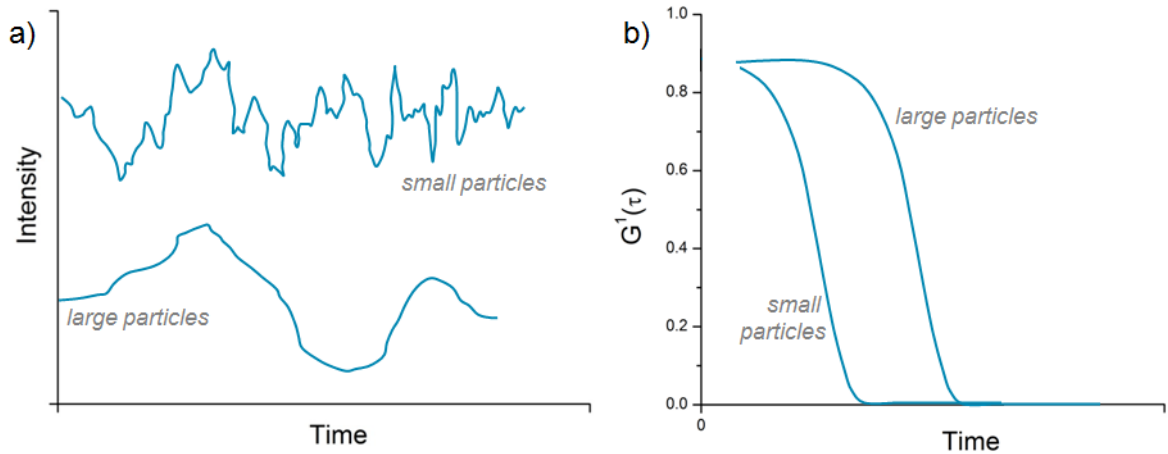 a)
Intensity
small particles
large particles
Time
b)
1.0
0.8
0.6
0.4
0.2
0.0
G¹(τ)
large particles
small
particles
0
Time